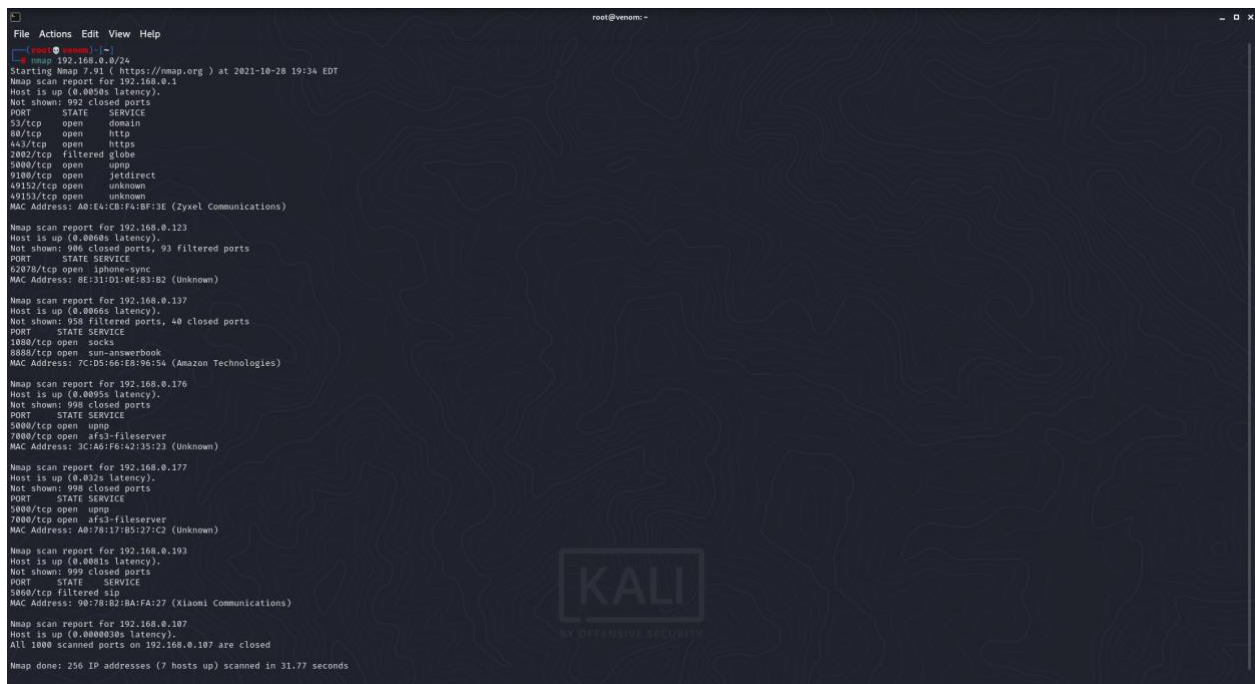 root@venom: ~
File Actions Edit View Help
(root💀venom)-[~]
# nmap 192.168.0.0/24
Starting Nmap 7.91 ( https://nmap.org ) at 2021-10-28 19:34 EDT
Nmap scan report for 192.168.0.1
Host is up (0.0050s latency).
Not shown: 992 closed ports
PORT STATE SERVICE
53/tcp open domain
80/tcp open http
443/tcp open https
2002/tcp filtered globe
5000/tcp open upnp
9100/tcp open jetdirect
49152/tcp open unknown
49153/tcp open unknown
MAC Address: A0:E4:CB:F4:BF:3E (Zyxel Communications)
Nmap scan report for 192.168.0.123
Host is up (0.0060s latency).
Not shown: 906 closed ports, 93 filtered ports
PORT STATE SERVICE
62078/tcp open iphone-sync
MAC Address: 8E:31:D1:0E:83:B2 (Unknown)
Nmap scan report for 192.168.0.137
Host is up (0.0066s latency).
Not shown: 958 filtered ports, 40 closed ports
PORT STATE SERVICE
1080/tcp open socks
8888/tcp open sun-answerbook
MAC Address: 7C:D5:66:E8:96:54 (Amazon Technologies)
Nmap scan report for 192.168.0.176
Host is up (0.0095s latency).
Not shown: 998 closed ports
PORT STATE SERVICE
5000/tcp open upnp
7000/tcp open afs3-fileserver
MAC Address: 3C:A6:F6:42:35:23 (Unknown)
Nmap scan report for 192.168.0.177
Host is up (0.032s latency).
Not shown: 998 closed ports
PORT STATE SERVICE
5000/tcp open upnp
7000/tcp open afs3-fileserver
MAC Address: A0:78:17:B5:27:C2 (Unknown)
Nmap scan report for 192.168.0.193
Host is up (0.0081s latency).
Not shown: 999 closed ports
PORT STATE SERVICE
5060/tcp filtered sip
MAC Address: 90:78:B2:BA:FA:27 (Xiaomi Communications)
Nmap scan report for 192.168.0.107
Host is up (0.0000030s latency).
All 1000 scanned ports on 192.168.0.107 are closed
Nmap done: 256 IP addresses (7 hosts up) scanned in 31.77 seconds
KALI
BY OFFENSIVE SECURITY